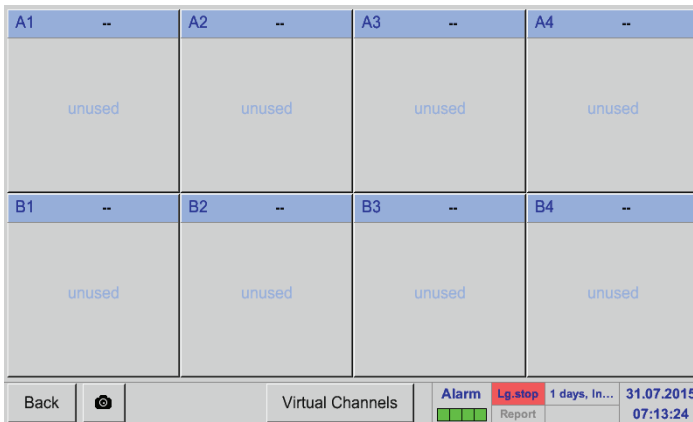 A1 -- A2 -- A3 -- A4 --
unused unused unused unused
B1 -- B2 -- B3 -- B4 --
unused unused unused unused
Back Virtual Channels Alarm Lg.stop 1 days, In... 31.07.2015
Report 07:13:24